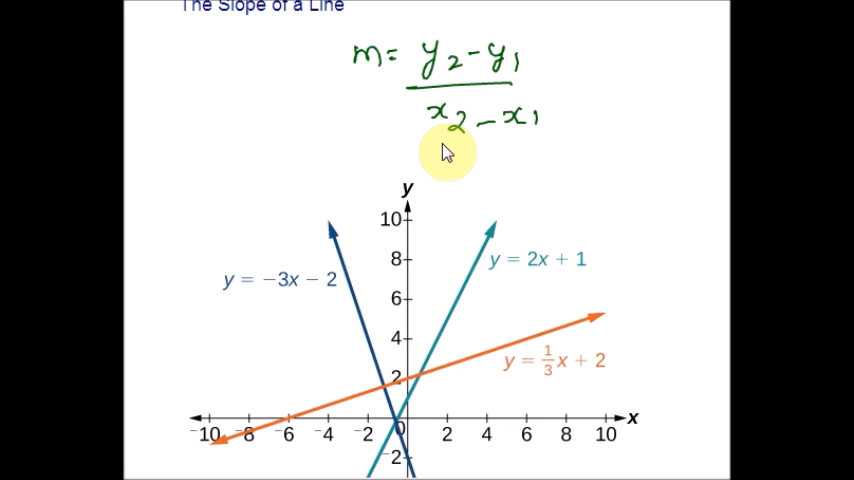 The Slope of a Line
m = y2 - y1
x2 - x1
y
10
8
6
4
2
-2
y = −3x − 2
y = 2x + 1
y = 1/3 x + 2
-10 -8 -6 -4 -2 0 2 4 6 8 10 x